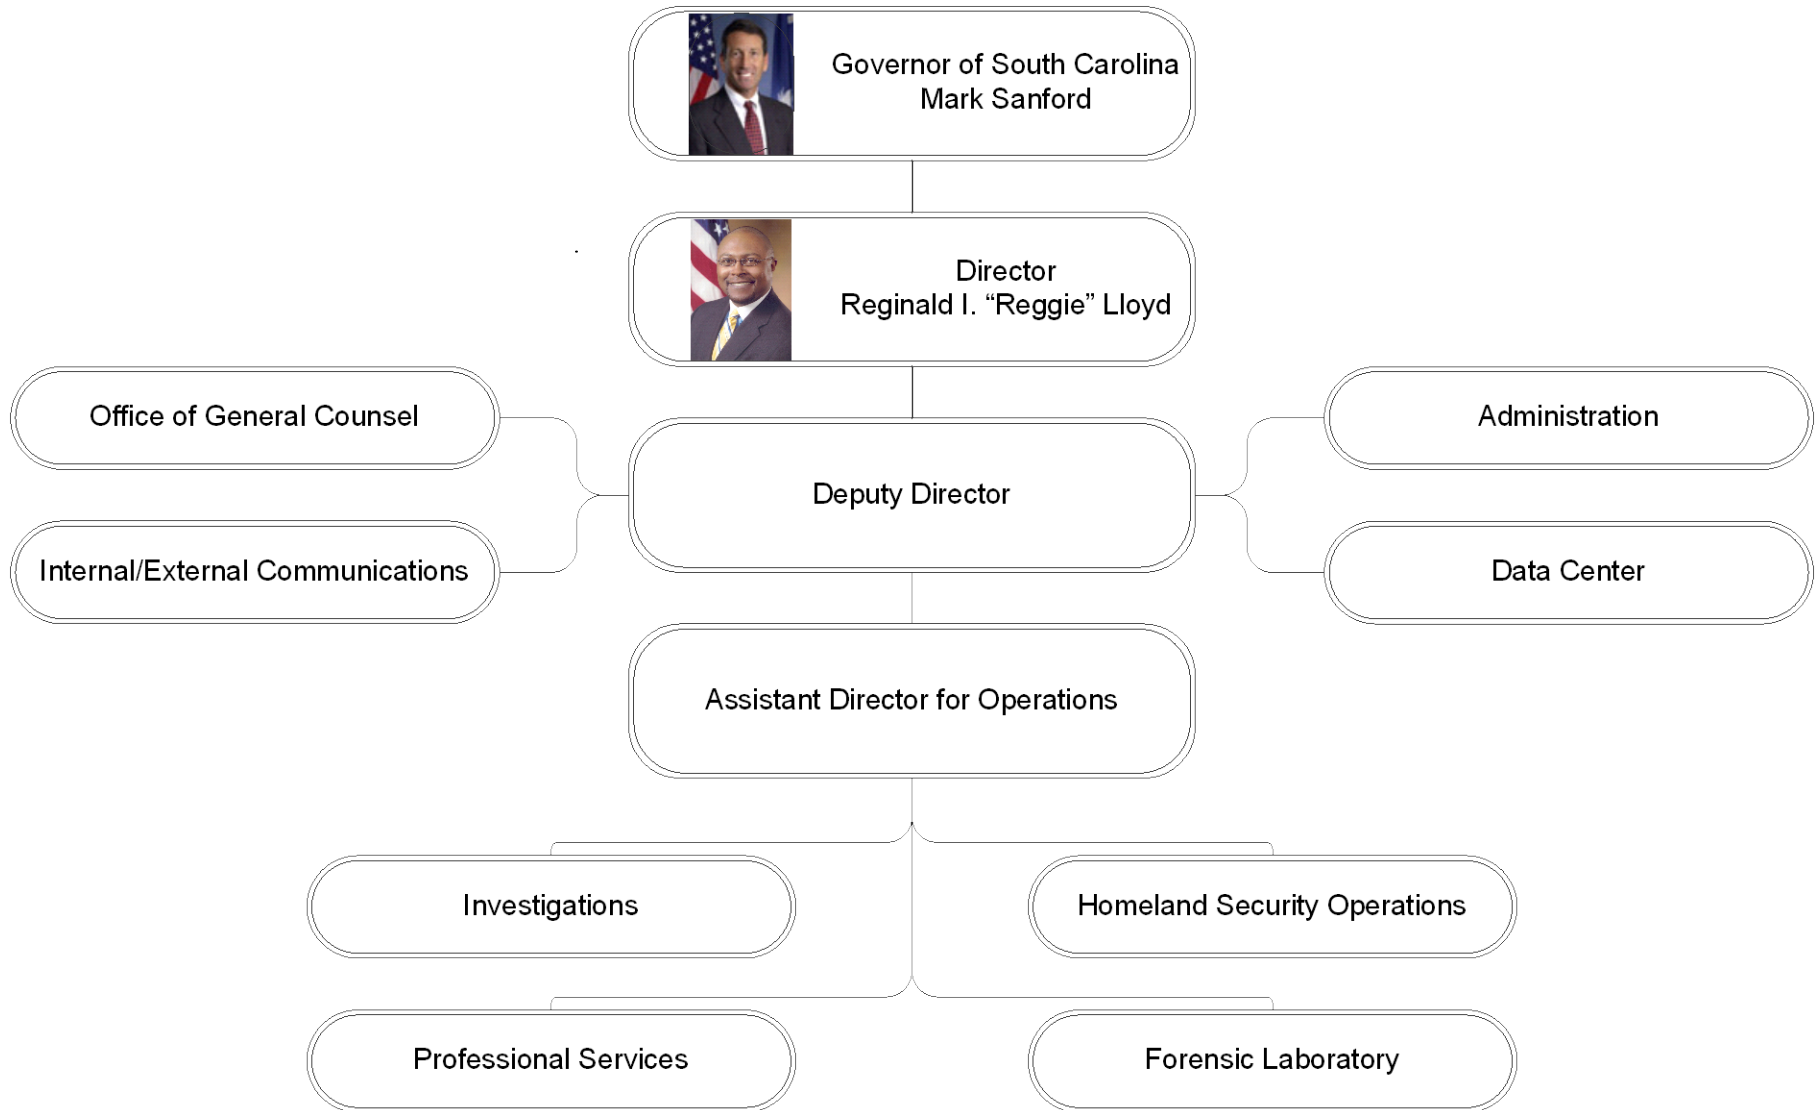 Governor of South Carolina
Mark Sanford
Director
Reginald I. “Reggie” Lloyd
Office of General Counsel
Administration
Deputy Director
Internal/External Communications
Data Center
Assistant Director for Operations
Investigations
Homeland Security Operations
Professional Services
Forensic Laboratory